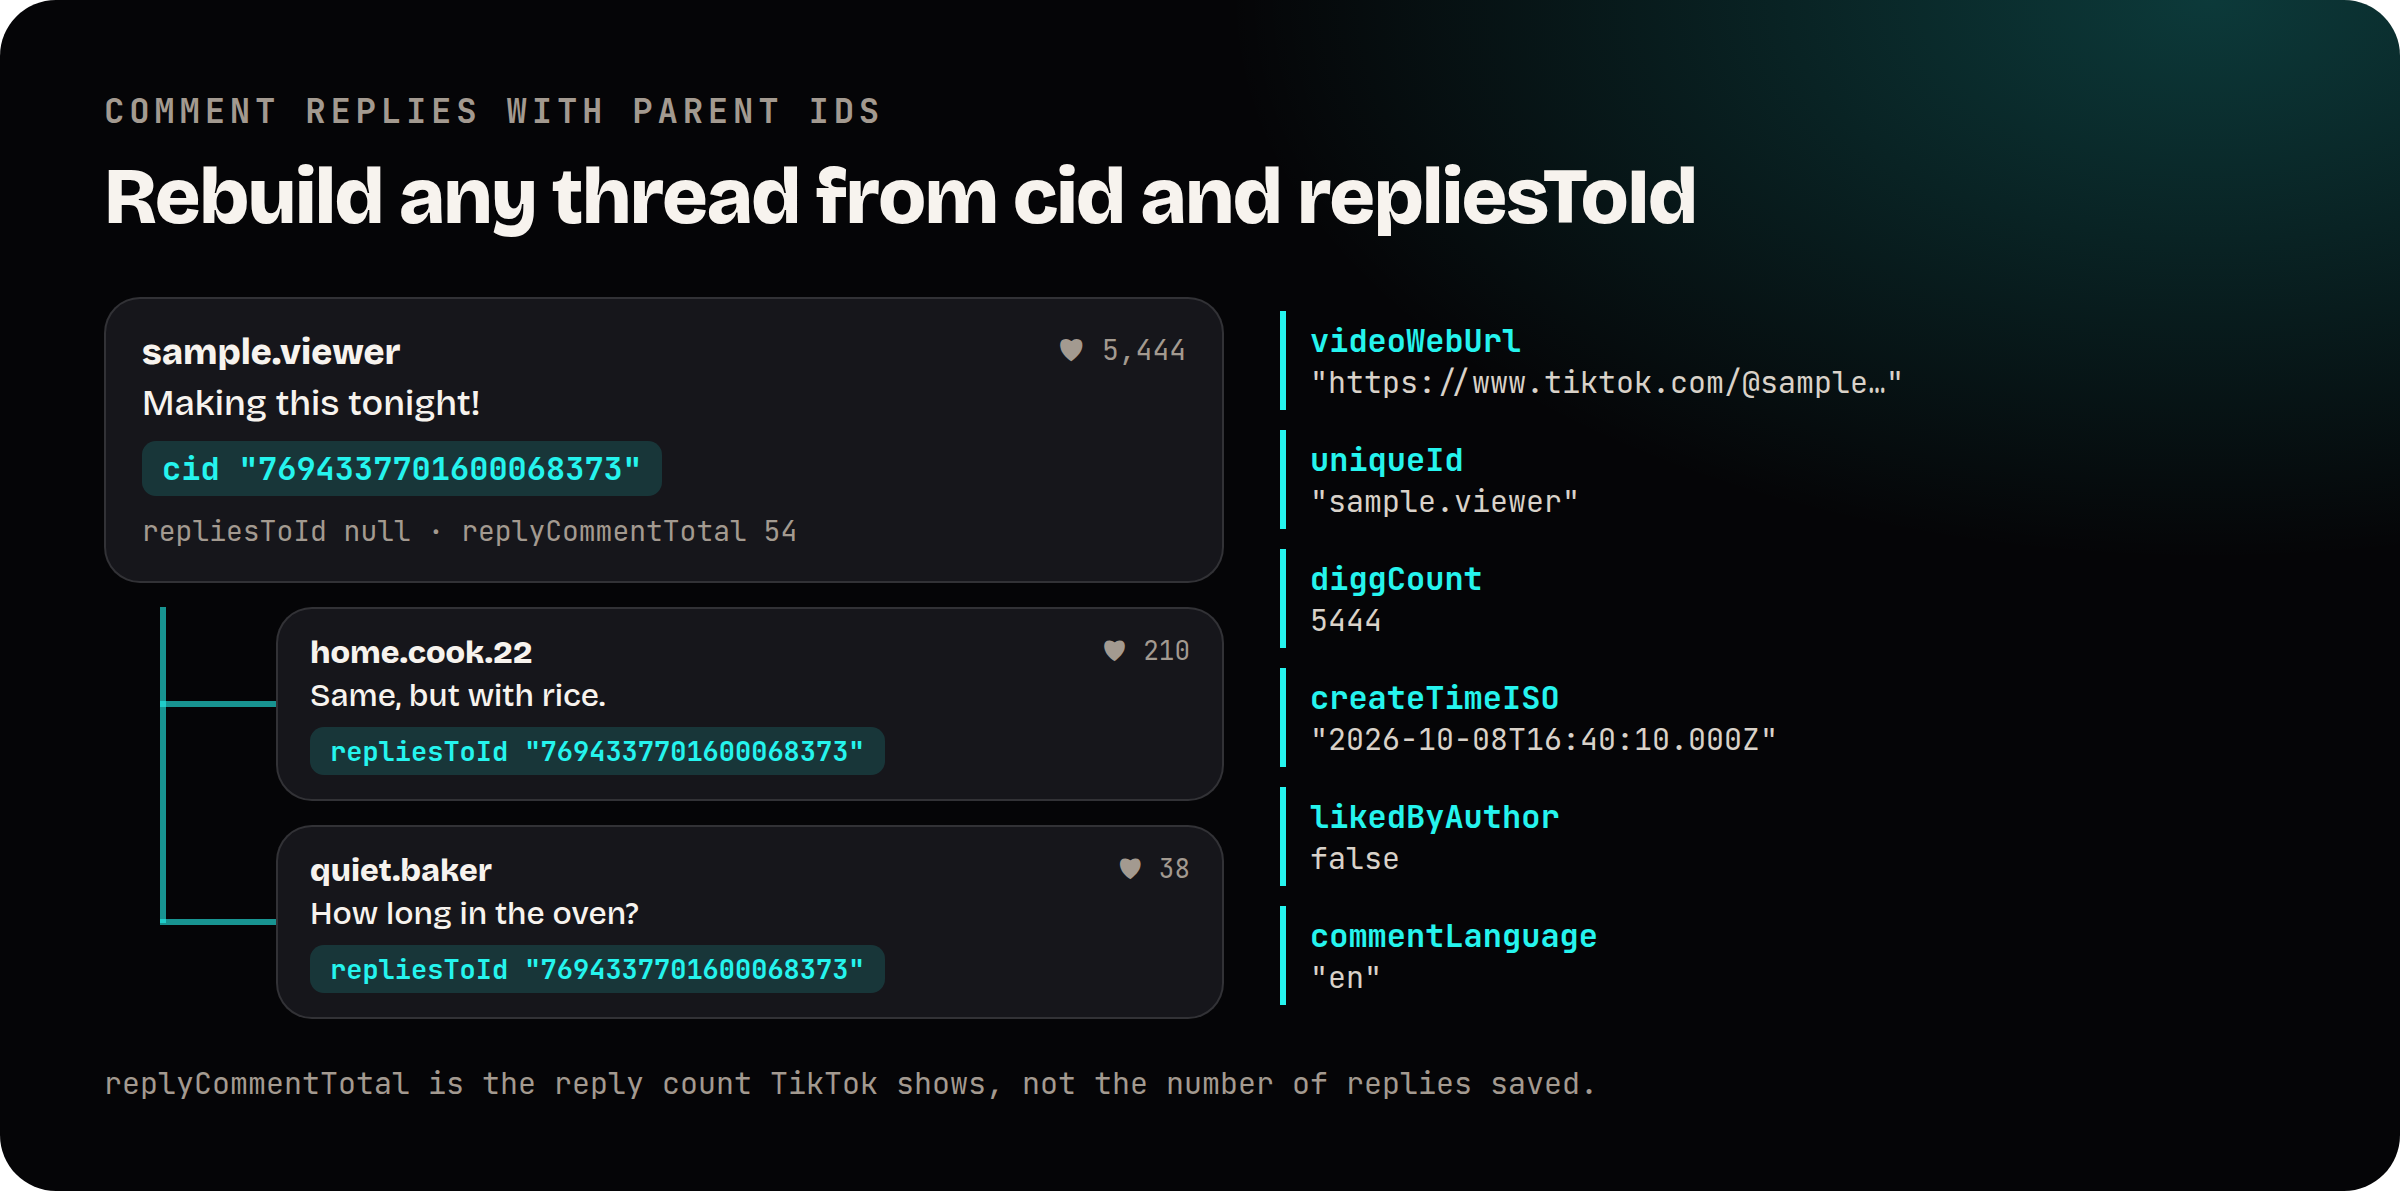 COMMENT REPLIES WITH PARENT IDS
Rebuild any thread from cid and repliesToId
sample.viewer
♥ 5,444
Making this tonight!
cid "7694337701600068373"
repliesToId null · replyCommentTotal 54
home.cook.22
♥ 210
Same, but with rice.
repliesToId "7694337701600068373"
quiet.baker
♥ 38
How long in the oven?
repliesToId "7694337701600068373"
videoWebUrl
"https://www.tiktok.com/@sample…"
uniqueId
"sample.viewer"
diggCount
5444
createTimeISO
"2026-10-08T16:40:10.000Z"
likedByAuthor
false
commentLanguage
"en"
replyCommentTotal is the reply count TikTok shows, not the number of replies saved.